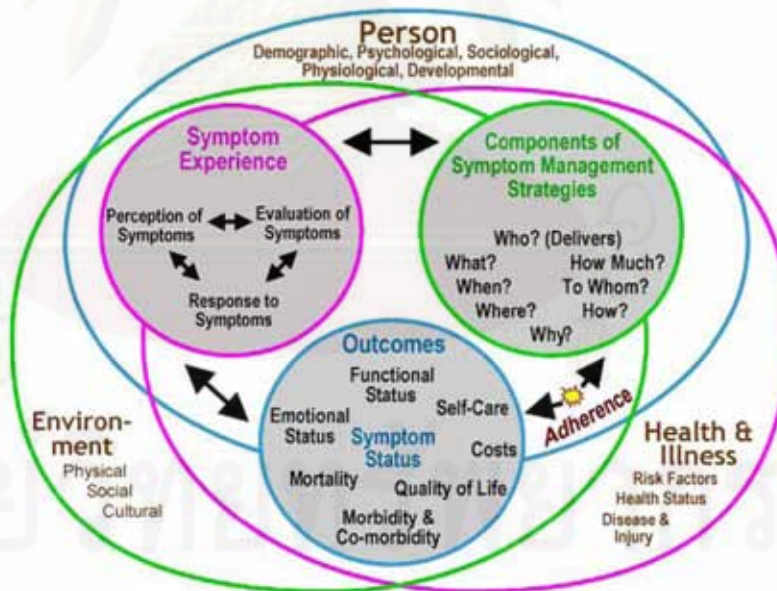 Person
Demographic, Psychological, Sociological,
Physiological, Developmental
Symptom
Experience
Perception of
Symptoms
Evaluation of
Symptoms
Response to
Symptoms
Components of
Symptom Management
Strategies
Who? (Delivers)
What? How Much?
When? To Whom?
Where? How?
Why?
Outcomes
Functional
Status
Emotional
Status
Self-Care
Symptom
Status
Costs
Mortality
Quality of Life
Morbidity &
Co-morbidity
Adherence
Environ-
ment
Physical
Social
Cultural
Health &
Illness
Risk Factors
Health Status
Disease &
Injury